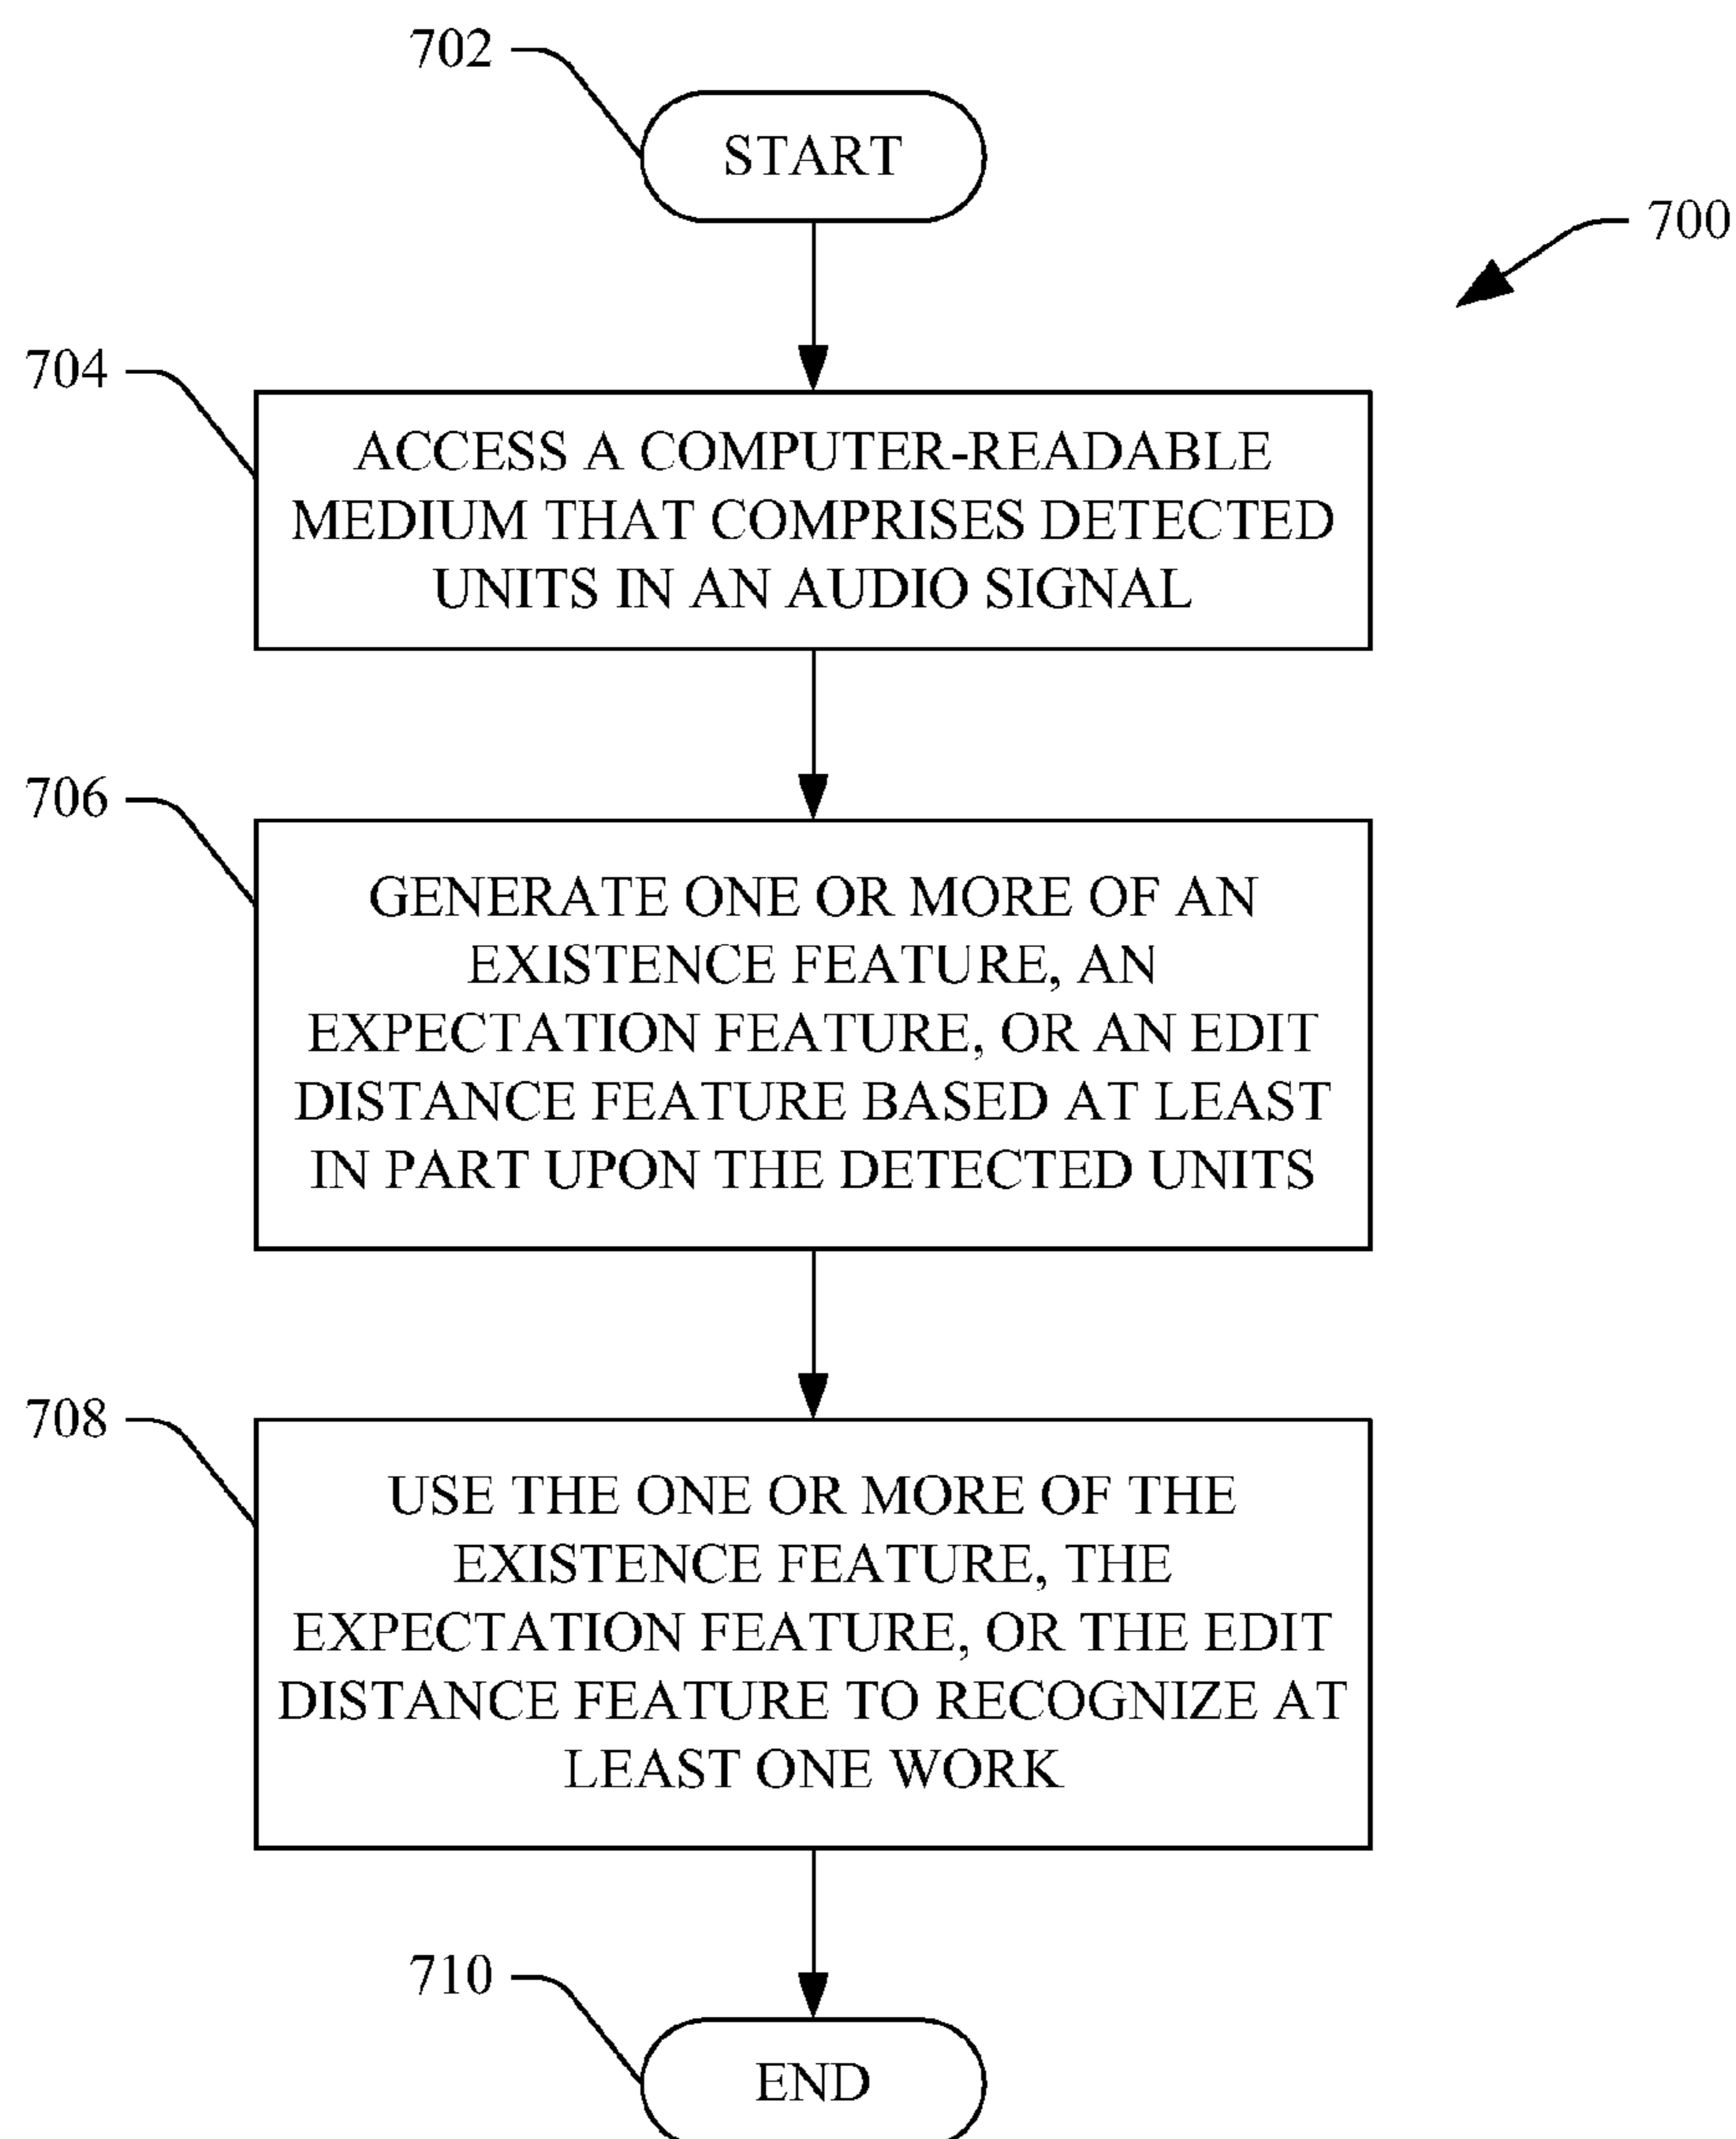 702
START
700
704
ACCESS A COMPUTER-READABLE
MEDIUM THAT COMPRISES DETECTED
UNITS IN AN AUDIO SIGNAL
706
GENERATE ONE OR MORE OF AN
EXISTENCE FEATURE, AN
EXPECTATION FEATURE, OR AN EDIT
DISTANCE FEATURE BASED AT LEAST
IN PART UPON THE DETECTED UNITS
708
USE THE ONE OR MORE OF THE
EXISTENCE FEATURE, THE
EXPECTATION FEATURE, OR THE EDIT
DISTANCE FEATURE TO RECOGNIZE AT
LEAST ONE WORK
710
END